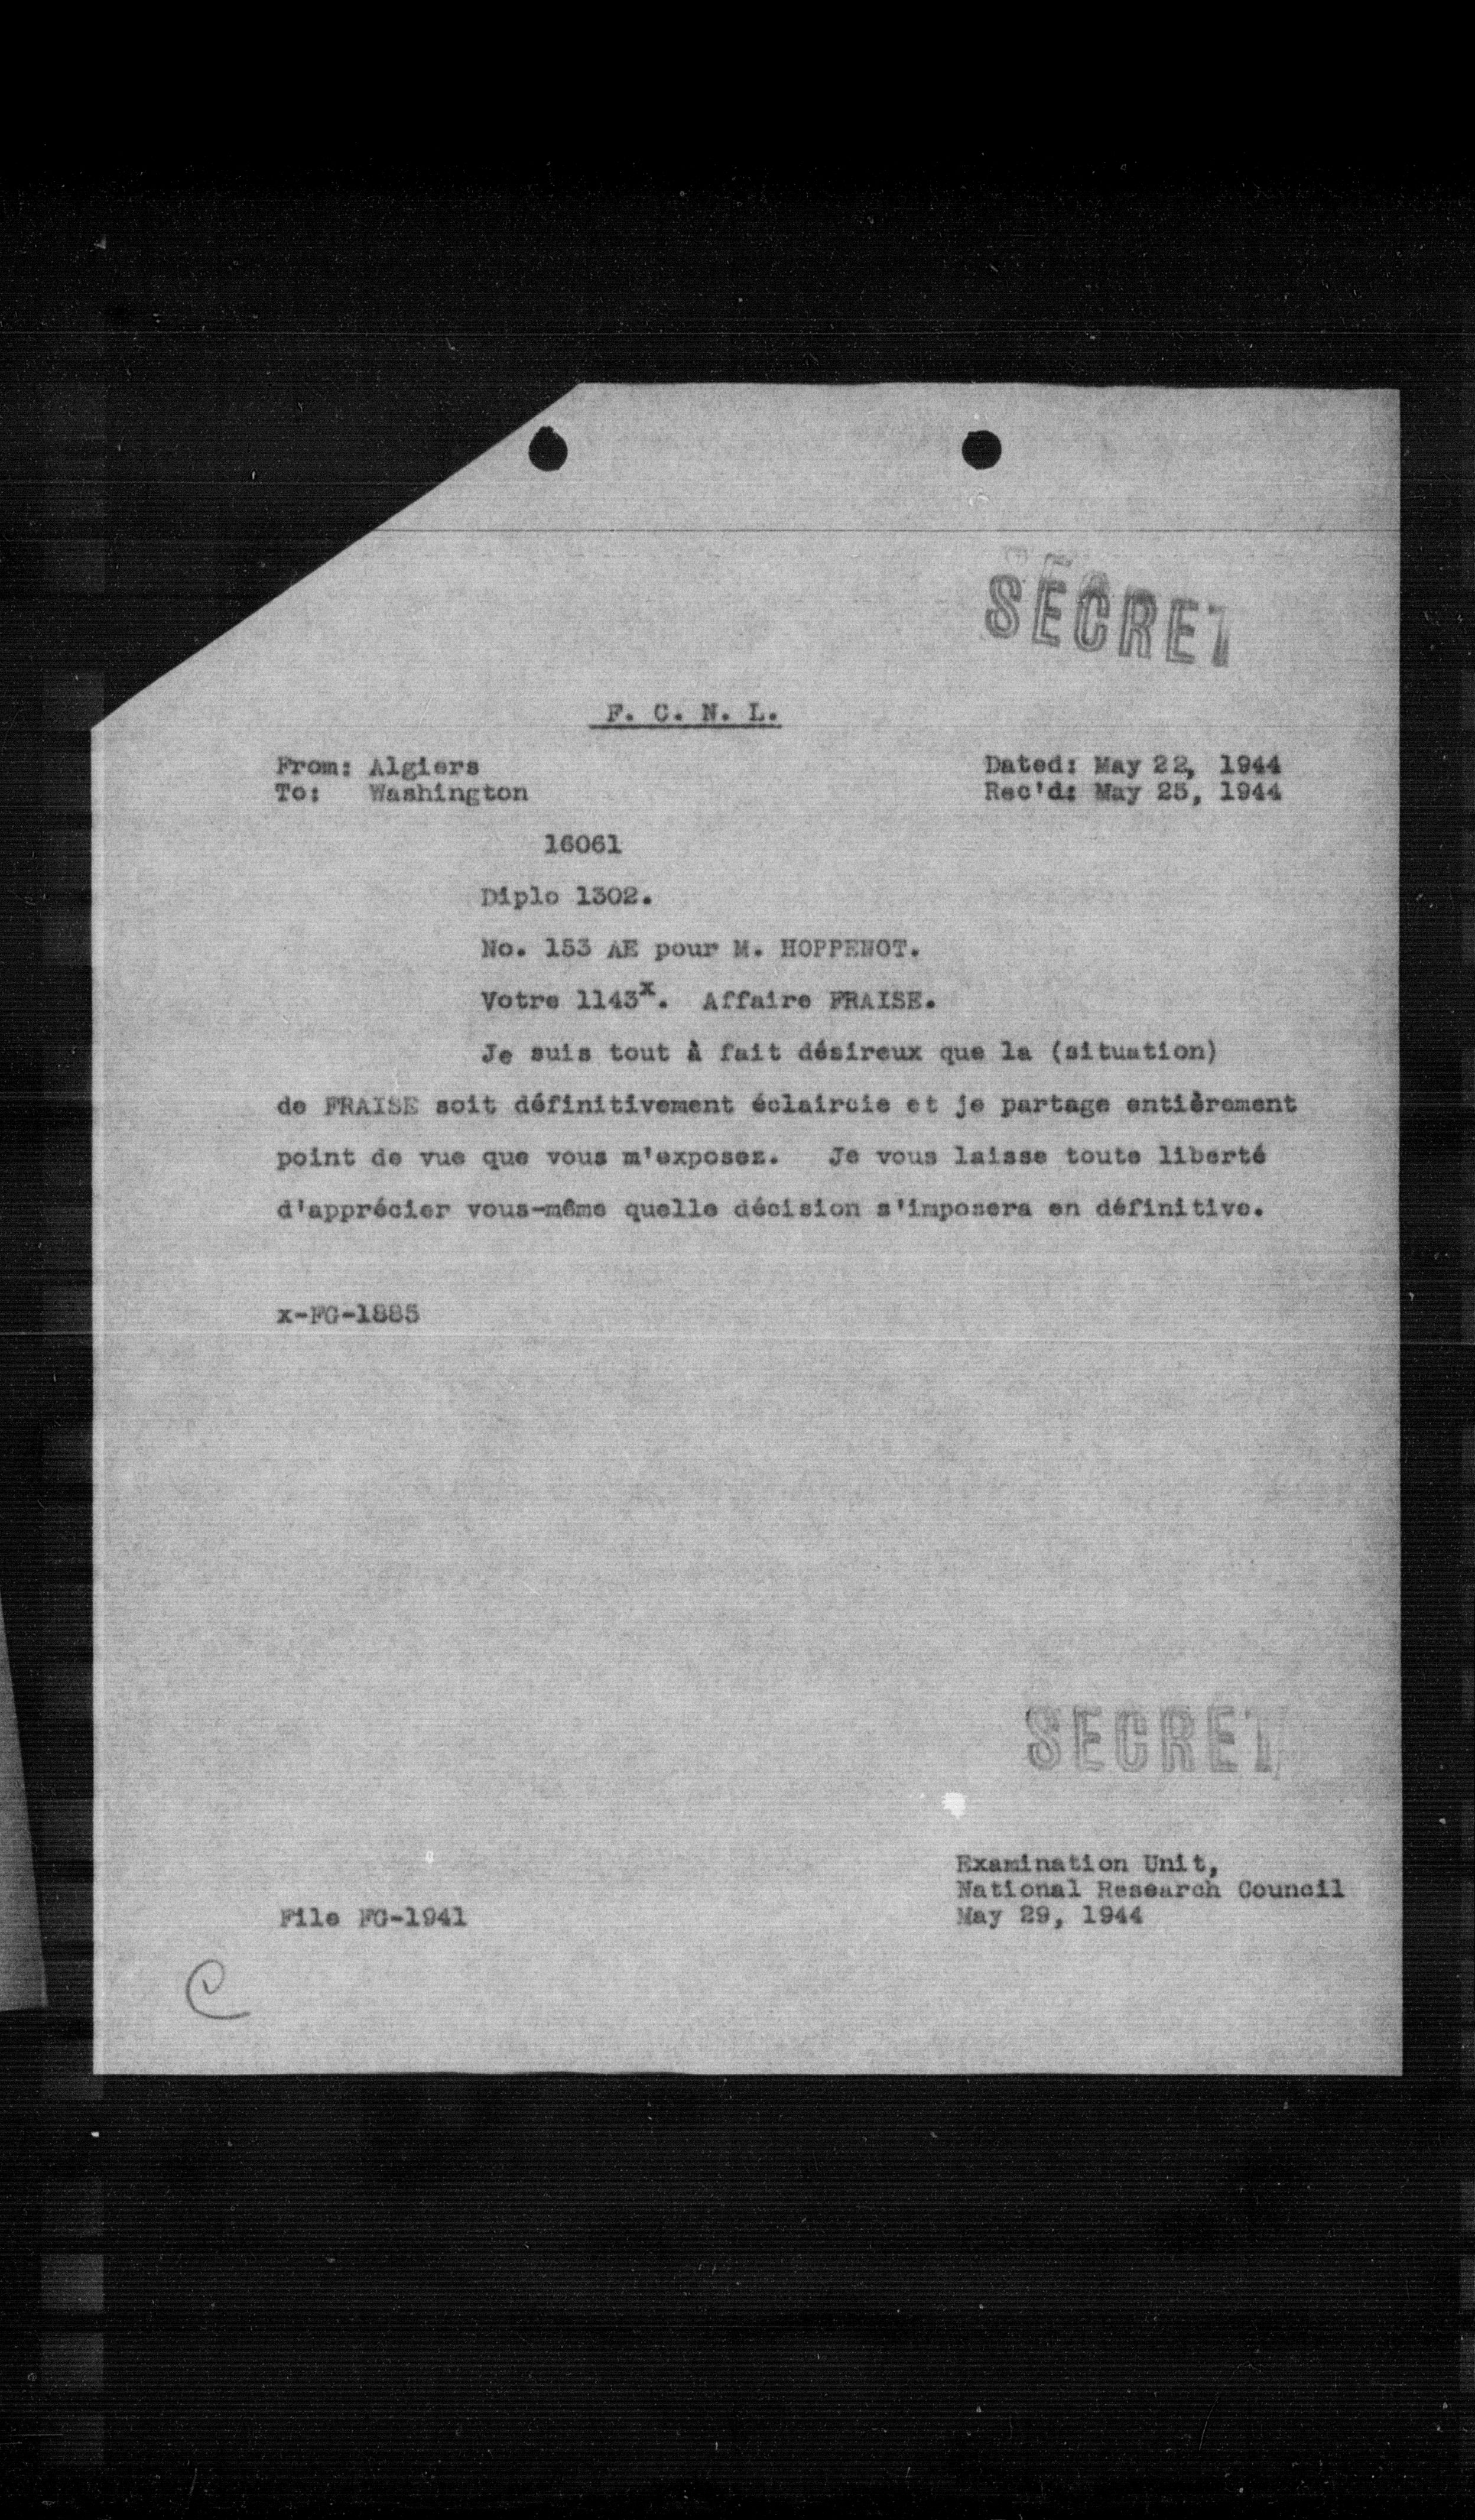 SECRET
F. C. N. L.
From: Algiers
To: Washington
Dated: May 22, 1944
Rec'd: May 25, 1944
16061
Diplo 1302.
No. 153 AE pour M. HOPPENOT.
Votre 1143x. Affaire FRAISE.
Je suis tout à fait désireux que la (situation)
de FRAISE soit définitivement éclaircie et je partage entièrement
point de vue que vous m'exposez. Je vous laisse toute liberté
d'apprécier vous-même quelle décision s'imposera en définitive.
x-FG-1885
SECRET
Examination Unit,
National Research Council
May 29, 1944
File FG-1941
C